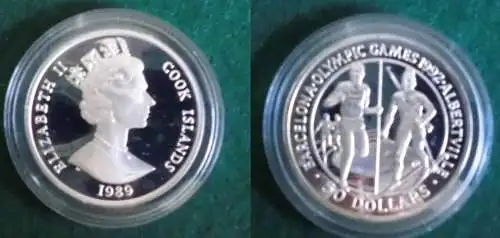 ELIZABETH II
COOK ISLANDS
1989
BARCELONA·OLYMPIC GAMES 1992·ALBERTVILLE
50 DOLLARS